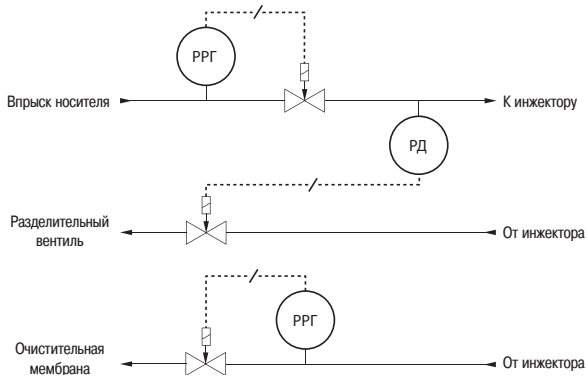 РРГ
Впрыск носителя
К инжектору
РД
Разделительный
вентиль
От инжектора
РРГ
Очистительная
мембрана
От инжектора